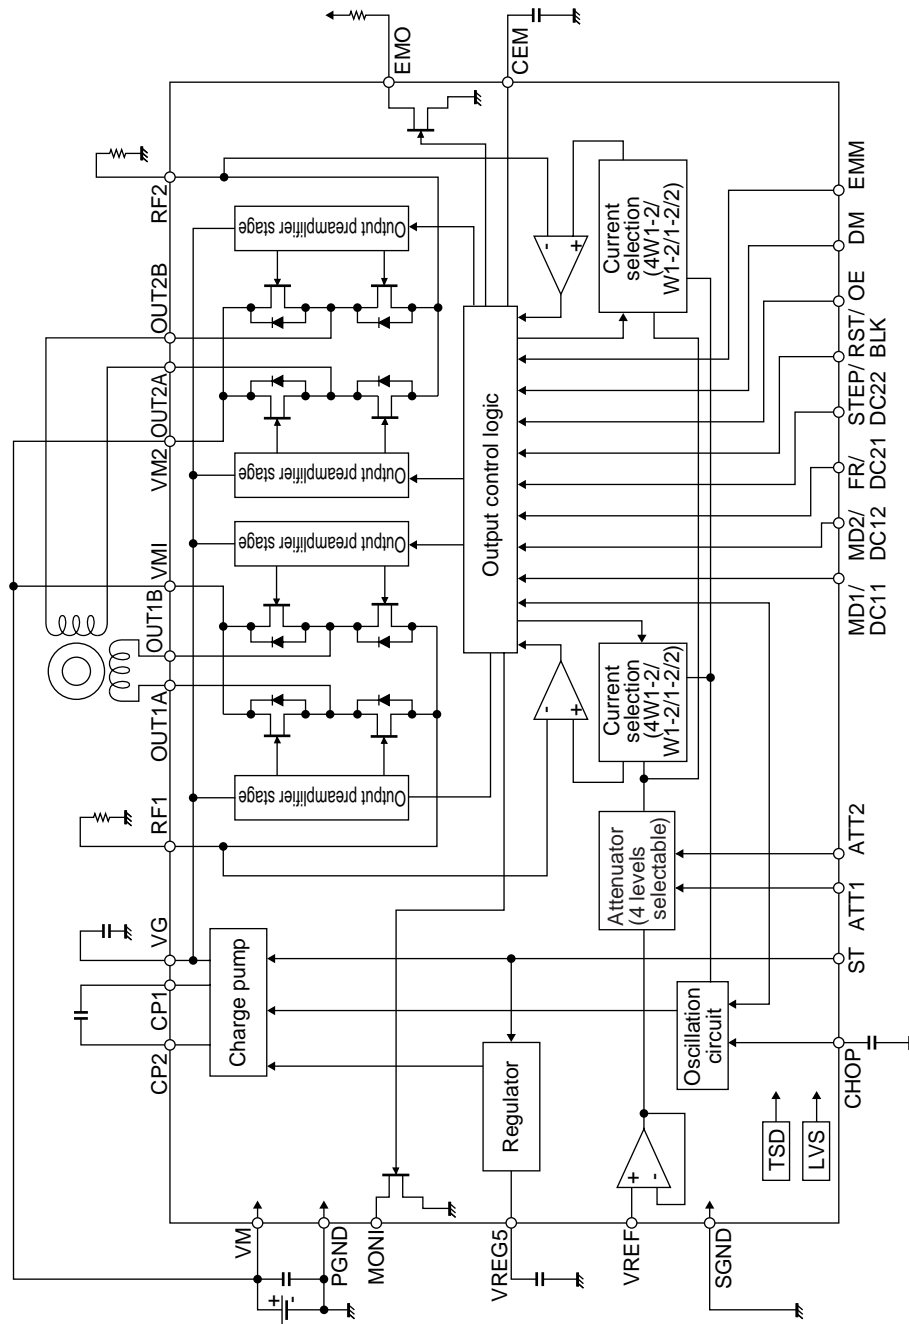 EMO
CEM
RF2
OUT2B
OUT2A
VM2
VMI
OUT1B
OUT1A
RF1
VG
CP1
CP2
VM
PGND
MONI
VREG5
VREF
SGND
Output preamplifier stage
Output preamplifier stage
Output preamplifier stage
Output preamplifier stage
Output control logic
Current
selection
(4W1-2/
W1-2/1-2/2)
Current
selection
(4W1-2/
W1-2/1-2/2)
Attenuator
(4 levels
selectable)
Charge pump
Regulator
Oscillation
circuit
TSD
LVS
+
-
+
-
+
-
+
-
EMM
DM
OE
RST/
BLK
STEP/
DC22
FR/
DC21
MD2/
DC12
MD1/
DC11
ATT2
ATT1
ST
CHOP